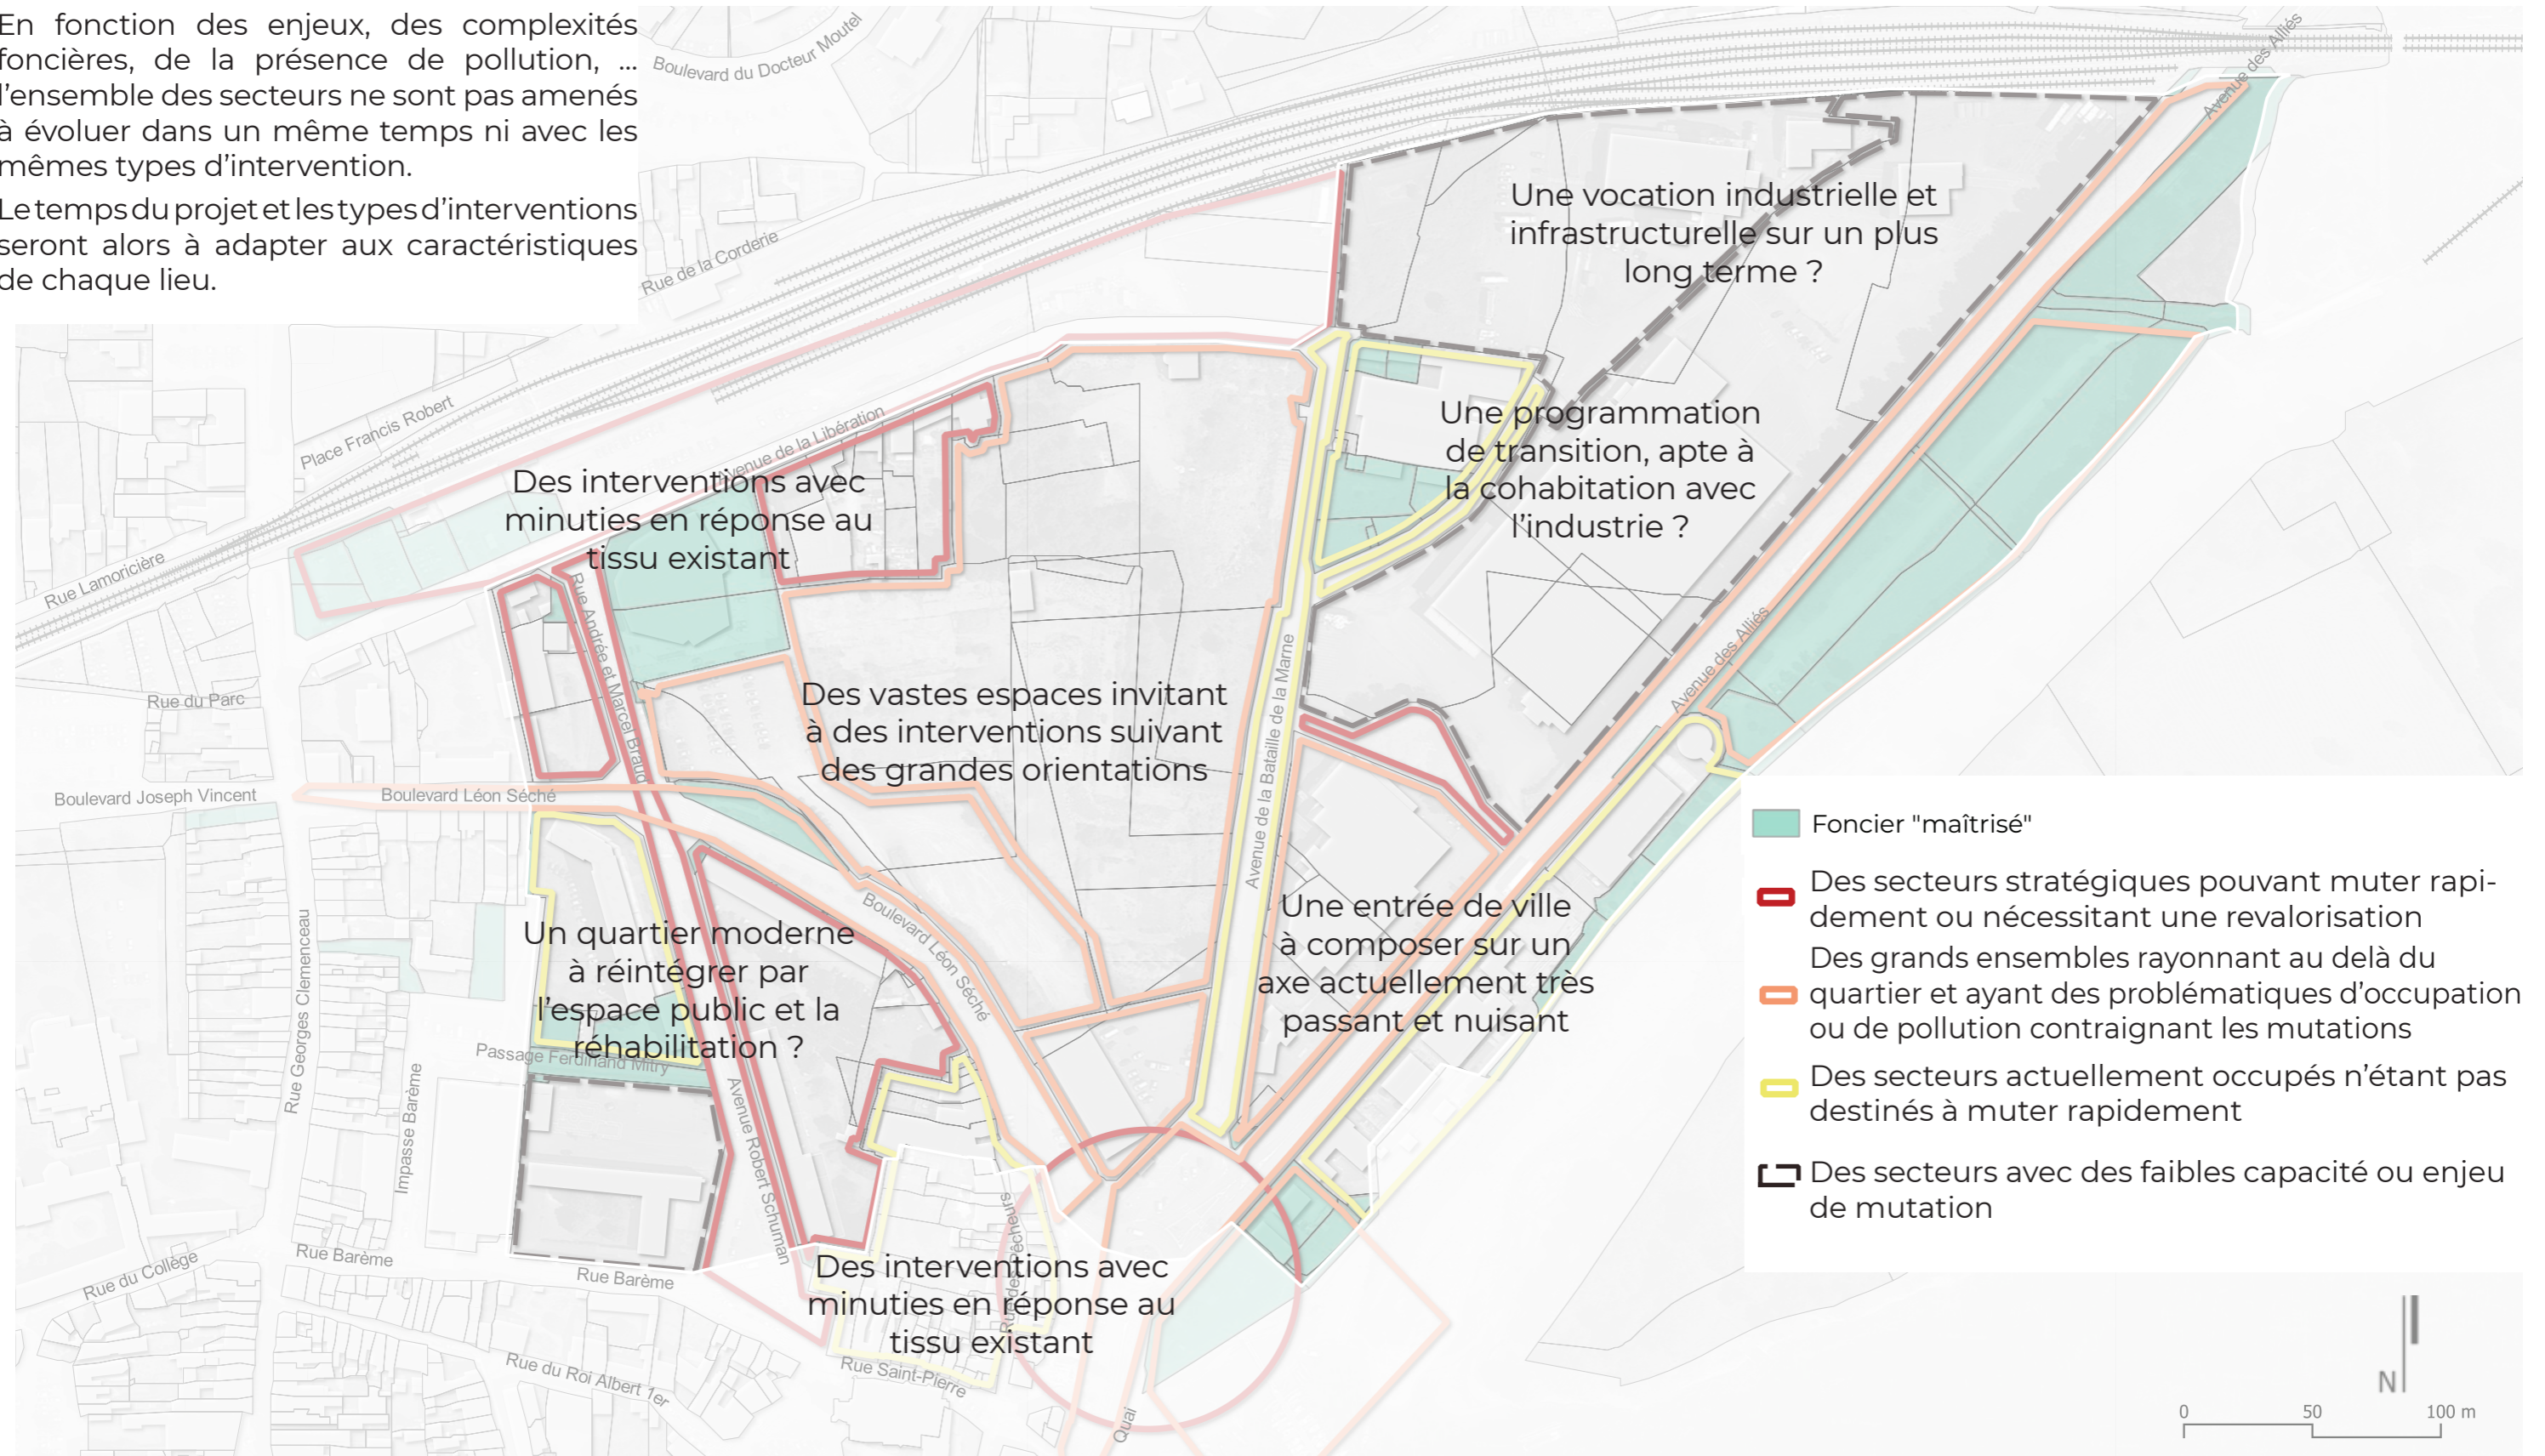 En fonction des enjeux, des complexités
foncières, de la présence de pollution, ...
l'ensemble des secteurs ne sont pas amenés
à évoluer dans un même temps ni avec les
mêmes types d'intervention.
Le temps du projet et les types d'interventions
seront alors à adapter aux caractéristiques
de chaque lieu.
Boulevard du Docteur Moutel
Avenue des Alliés
Rue de la Corderie
Place Francis Robert
Rue Lamoricière
Avenue de la Libération
Une vocation industrielle et
infrastructurelle sur un plus
long terme ?
Une programmation
de transition, apte à
la cohabitation avec
l'industrie ?
Des interventions avec
minuties en réponse au
tissu existant
Rue Andrée et Marcel Braud
Rue du Parc
Des vastes espaces invitant
à des interventions suivant
des grandes orientations
Avenue de la Bataille de la Marne
Avenue des Alliés
Boulevard Joseph Vincent
Boulevard Léon Séché
Boulevard Léon Séché
Un quartier moderne
à réintégrer par
l'espace public et la
réhabilitation ?
Une entrée de ville
à composer sur un
axe actuellement très
passant et nuisant
Rue Georges Clemenceau
Passage Ferdinand Mitry
Impasse Barème
Avenue Robert Schuman
Rue des Pêcheurs
Rue du Collège
Rue Barème
Rue Barème
Des interventions avec
minuties en réponse au
tissu existant
Rue du Roi Albert 1er
Rue Saint-Pierre
Quai
Foncier "maîtrisé"
Des secteurs stratégiques pouvant muter rapi-
dement ou nécessitant une revalorisation
Des grands ensembles rayonnant au delà du
quartier et ayant des problématiques d'occupation
ou de pollution contraignant les mutations
Des secteurs actuellement occupés n'étant pas
destinés à muter rapidement
Des secteurs avec des faibles capacité ou enjeu
de mutation
N
0 50 100 m